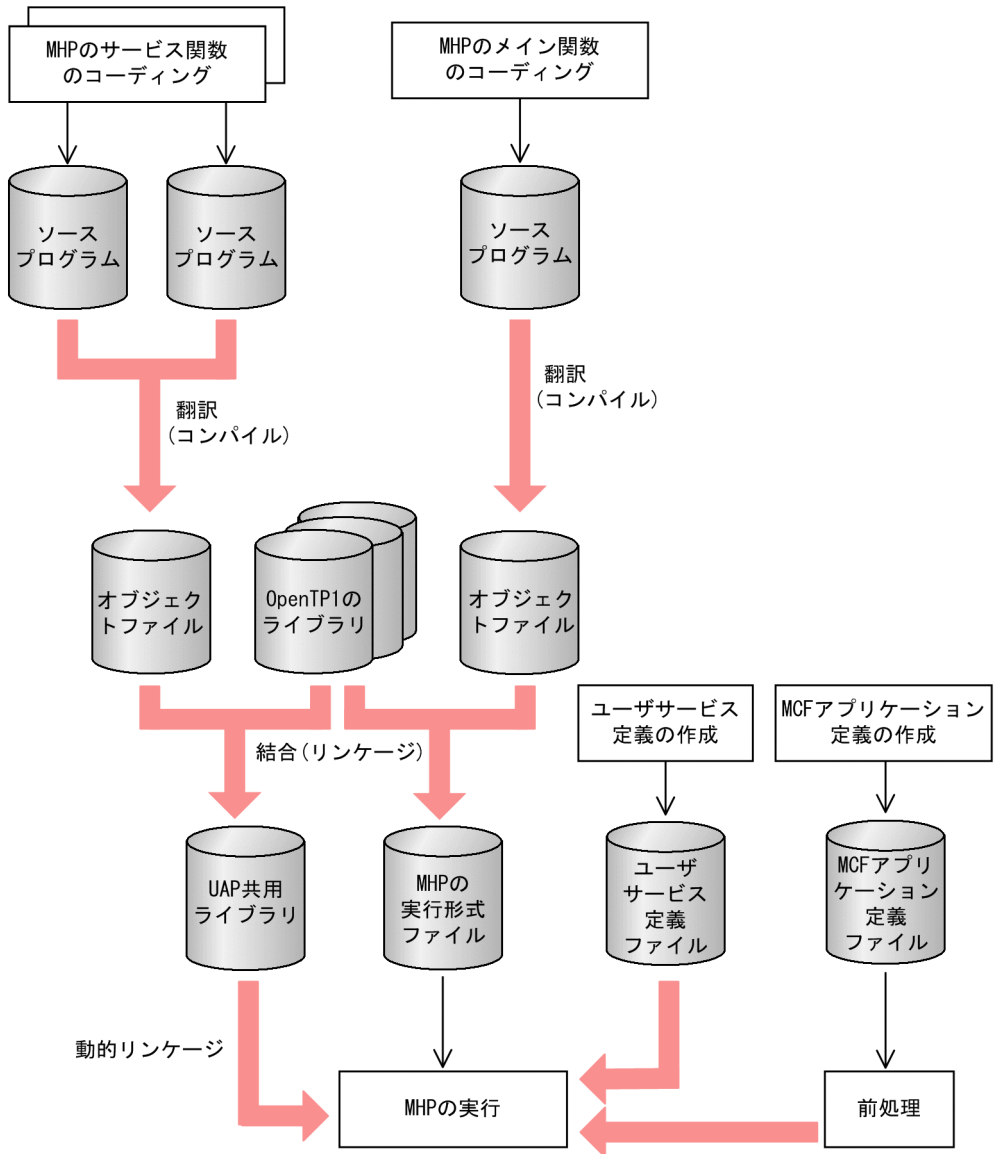 MHPのサービス関数
のコーディング
MHPのメイン関数
のコーディング
ソース
プログラム
ソース
プログラム
ソース
プログラム
翻訳
(コンパイル)
翻訳
(コンパイル)
オブジェク
トファイル
OpenTP1の
ライブラリ
オブジェク
トファイル
ユーザサービス
定義の作成
MCFアプリケーション
定義の作成
結合(リンケージ)
UAP共用
ライブラリ
MHPの
実行形式
ファイル
ユーザ
サービス
定義
ファイル
MCFアプリ
ケーション
定義
ファイル
動的リンケージ
MHPの実行
前処理